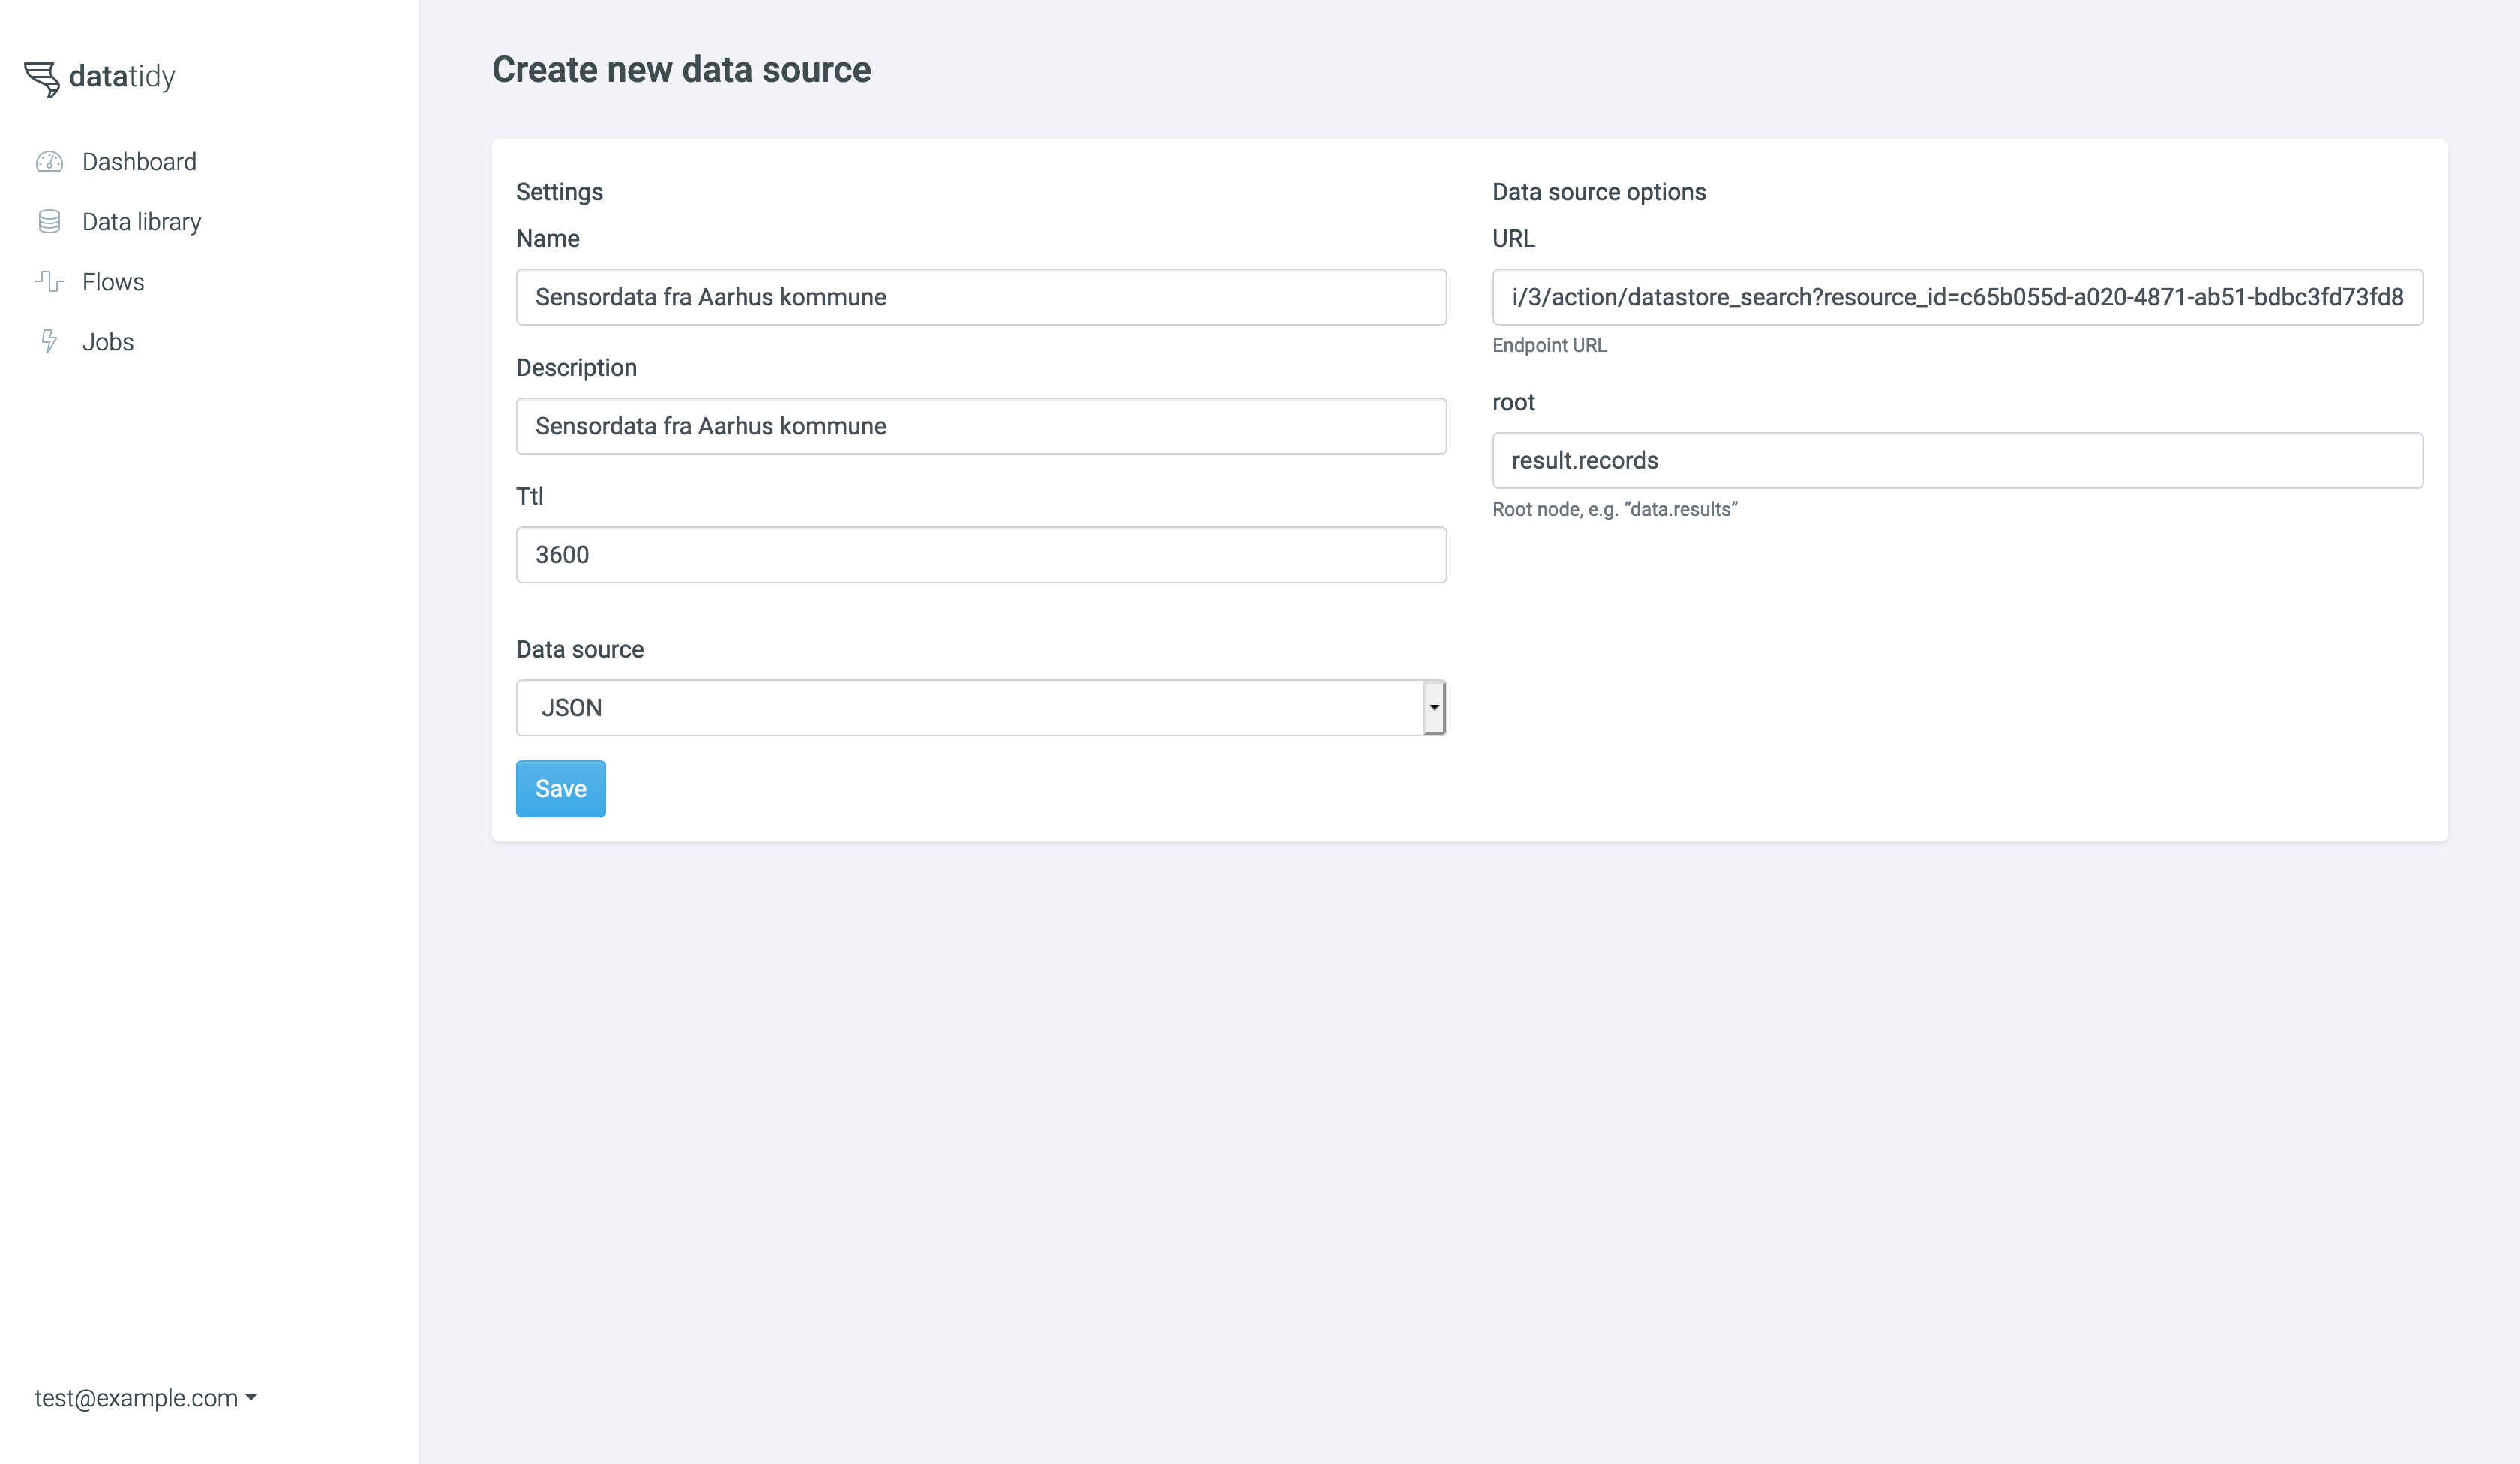 datatidy
Dashboard
Data library
Flows
Jobs
test@example.com
Create new data source
Settings
Name
Sensordata fra Aarhus kommune
Description
Sensordata fra Aarhus kommune
Ttl
3600
Data source
JSON
Save
Data source options
URL
i/3/action/datastore_search?resource_id=c65b055d-a020-4871-ab51-bdbc3fd73fd8
Endpoint URL
root
result.records
Root node, e.g. “data.results”